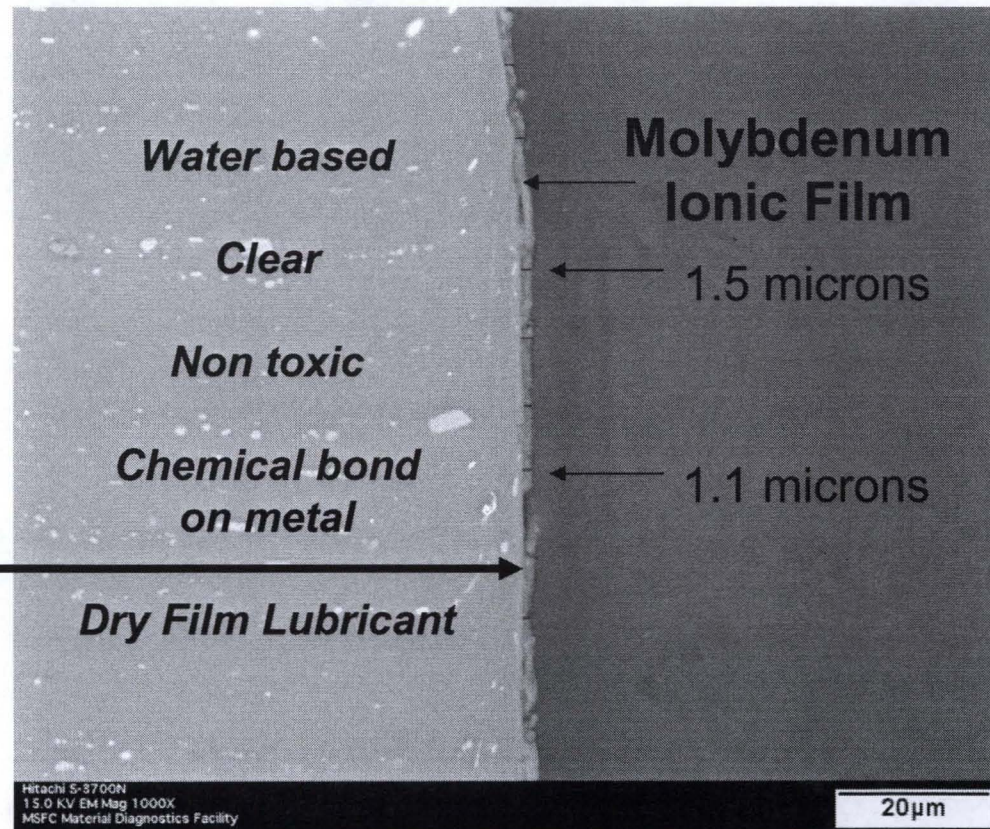 Water based
Clear
Non toxic
Chemical bond
on metal
Dry Film Lubricant
Molybdenum
Ionic Film
1.5 microns
1.1 microns
Hitachi S-3700N
15.0 KV EM Mag 1000X
MSFC Material Diagnostics Facility
20µm